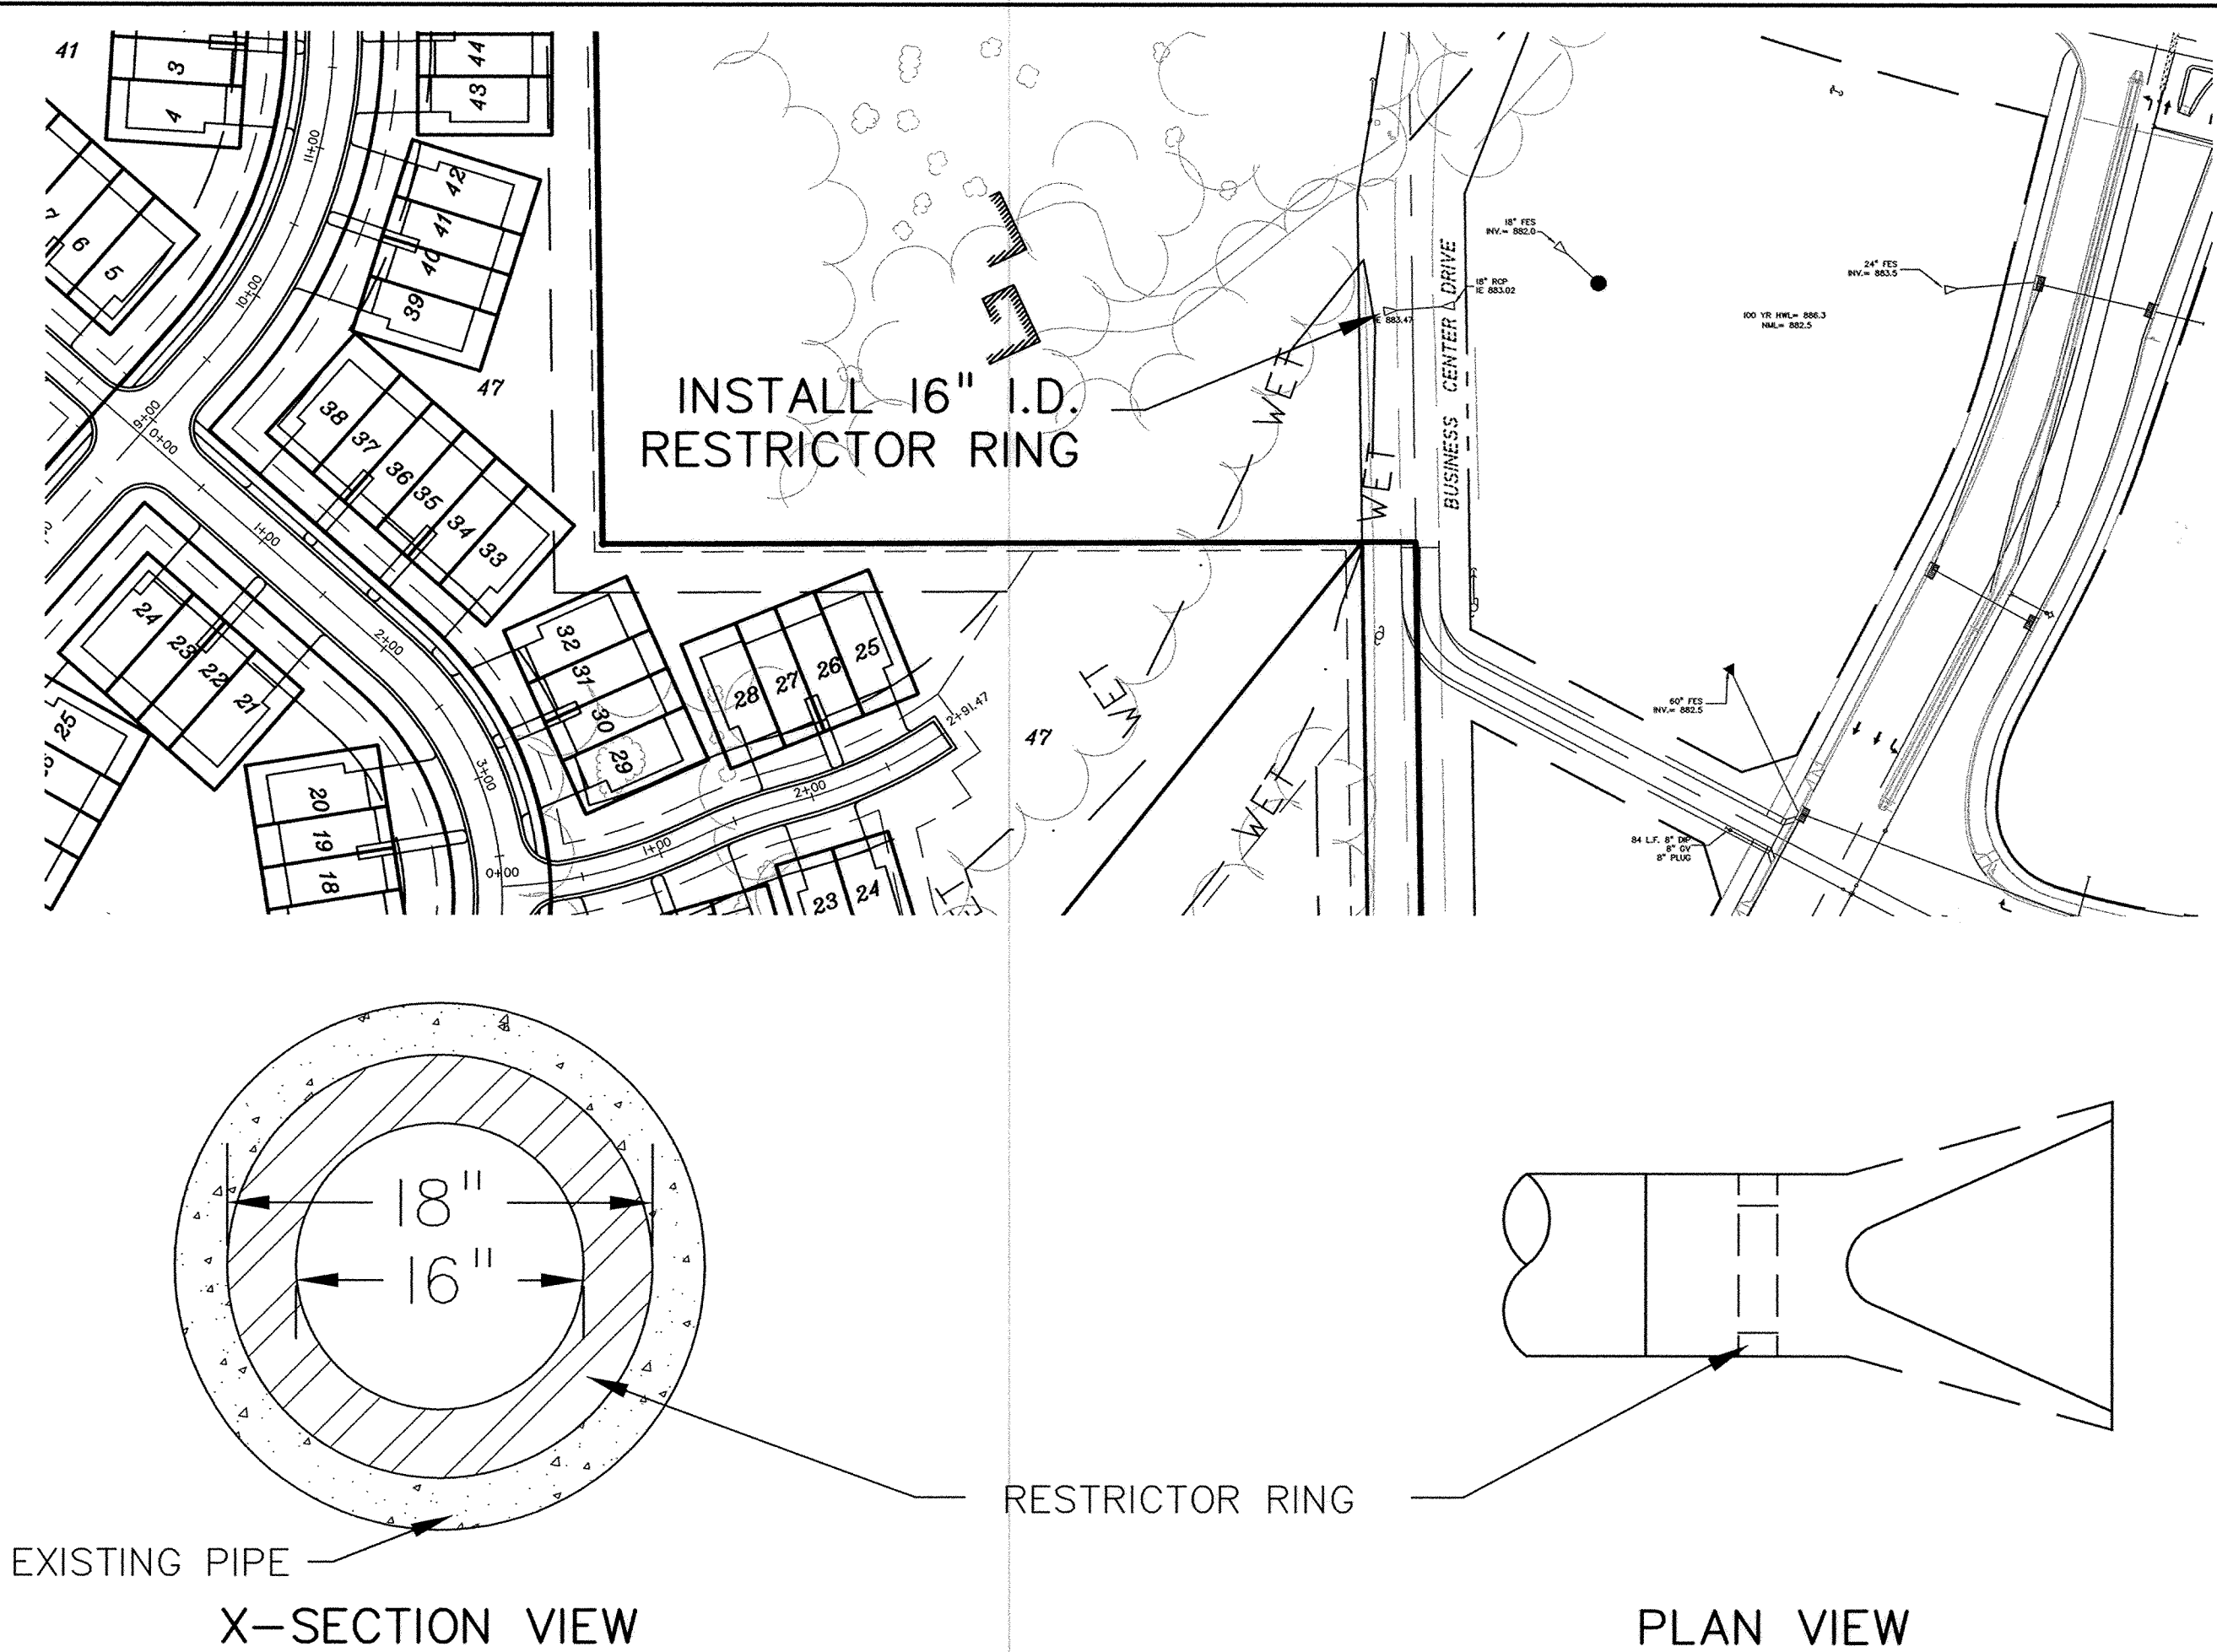 41
3
4
44
43
11+00
42
41
40
39
7
6
5
10+00
47
18" FES
INV.= 882.0
18" RCP
IE 883.02
IE 883.47
24" FES
INV.= 883.5
100 YR HWL= 886.3
NWL= 882.5
BUSINESS CENTER DRIVE
INSTALL 16" I.D.
RESTRICTOR RING
WET
WET
9+00
0+00
38
37
36
35
34
33
1+00
2+00
3+00
24
23
22
21
25
32
31
30
29
28
27
26
25
2+91.47
47
WET
WET
60" FES
INV.= 882.5
84 L.F. 8" DIP
8" GV
8" PLUG
20
19
18
0+00
1+00
2+00
23
24
18"
16"
RESTRICTOR RING
EXISTING PIPE
X-SECTION VIEW
PLAN VIEW